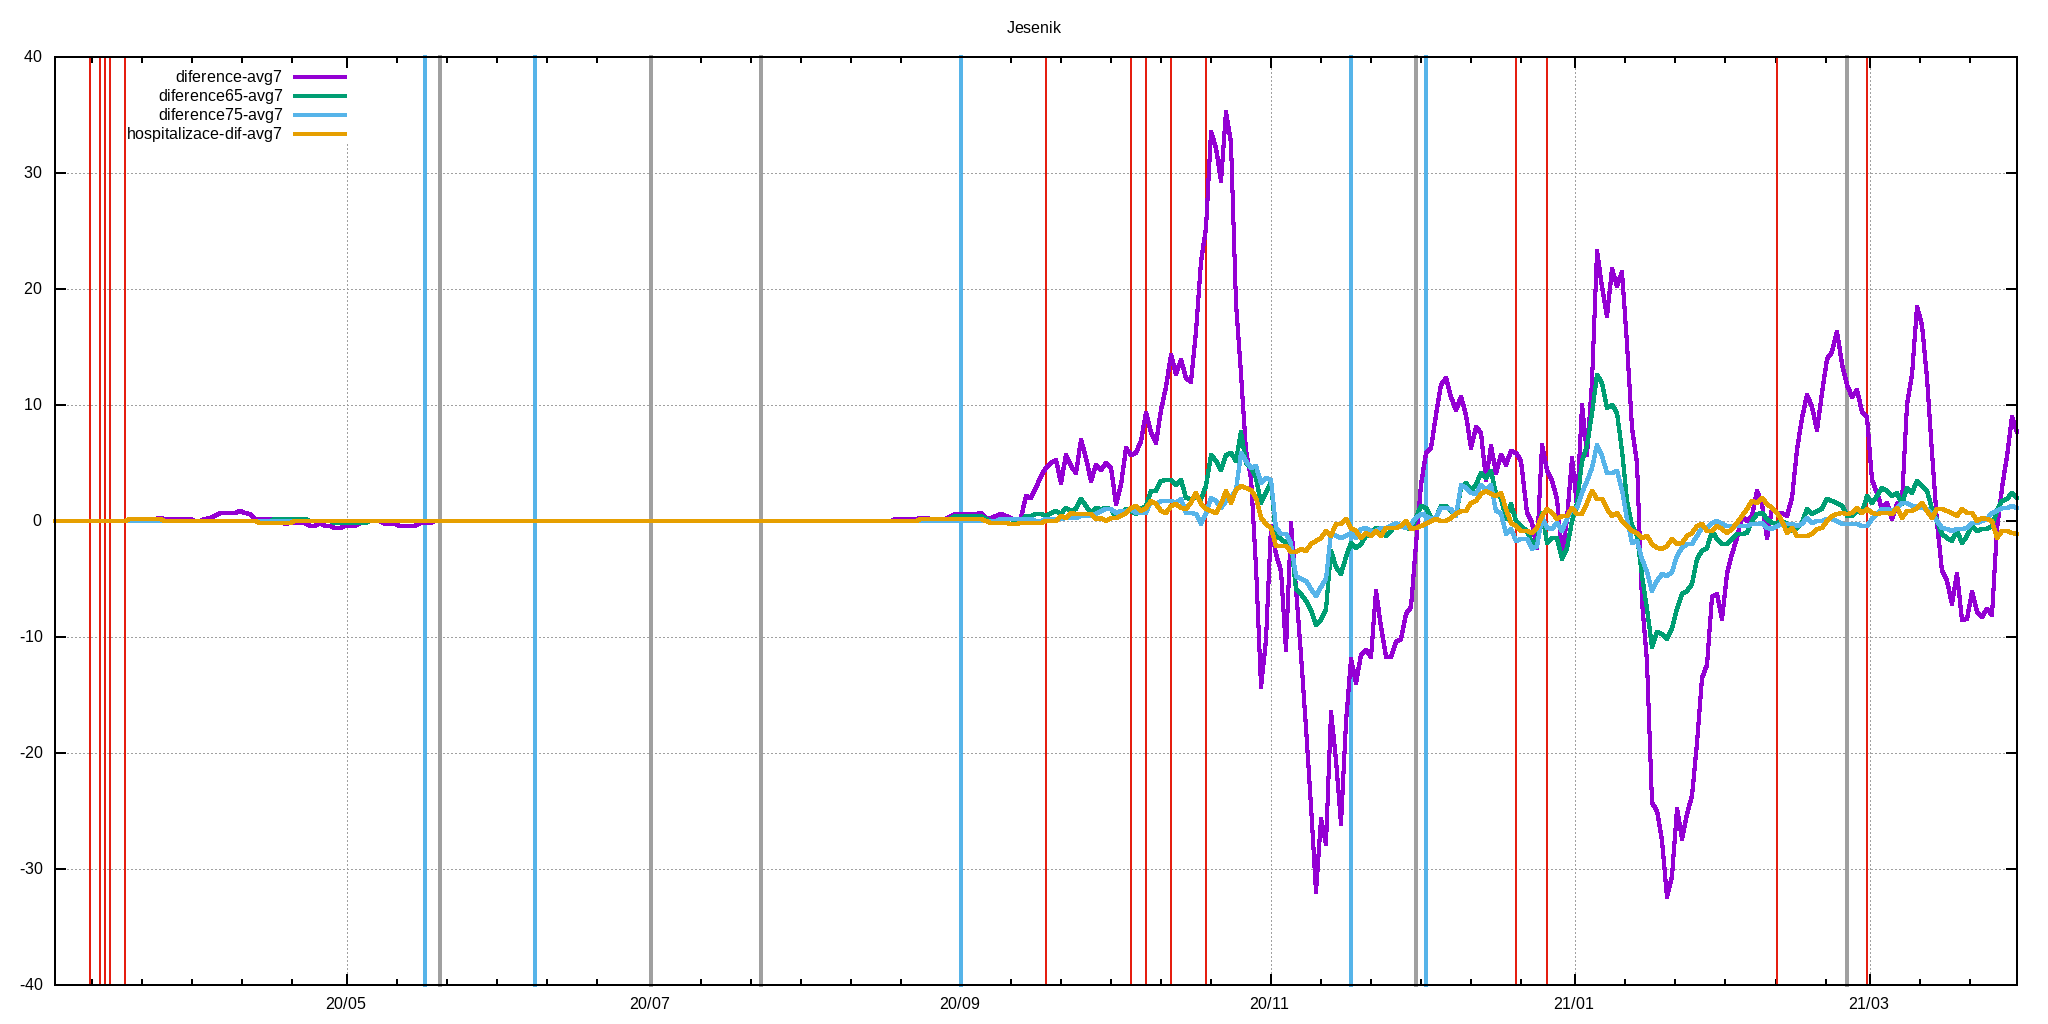 Jesenik
diference-avg7
diference65-avg7
diference75-avg7
hospitalizace-dif-avg7
40
30
20
10
0
-10
-20
-30
-40
20/05 20/07 20/09 20/11 21/01 21/03